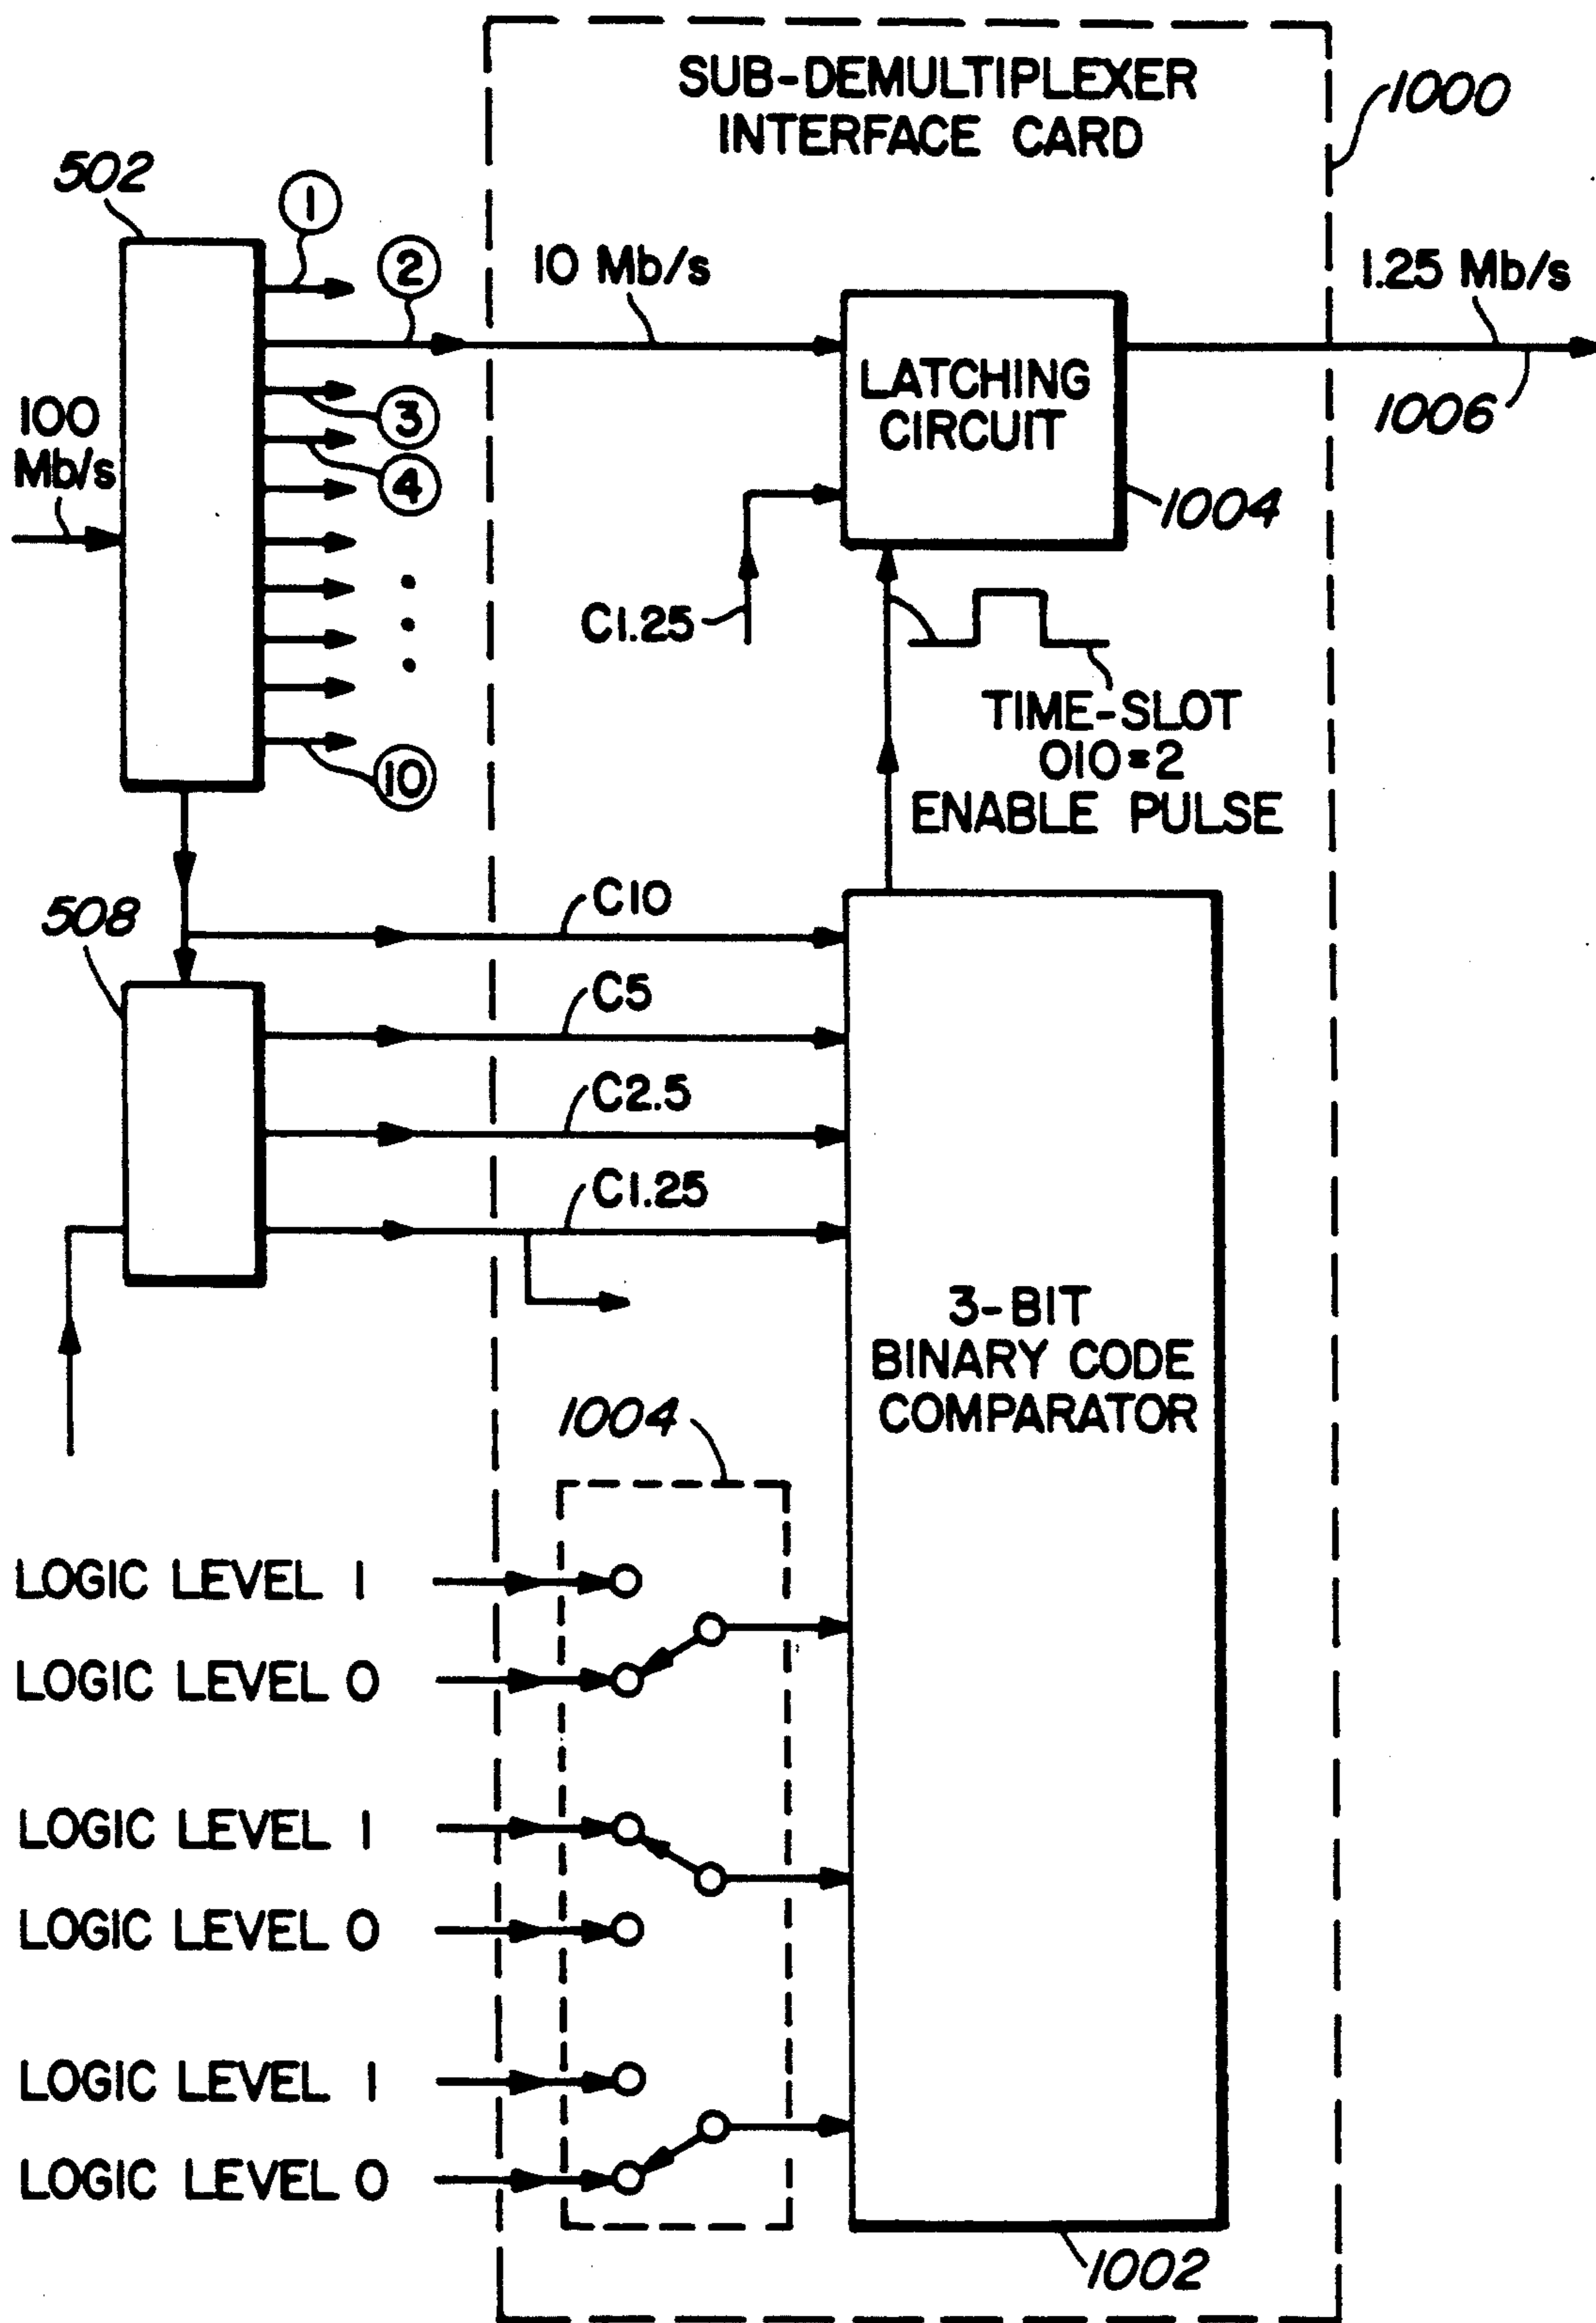 SUB-DEMULTIPLEXER
INTERFACE CARD
1000
502
①
②
10 Mb/s
1.25 Mb/s
③
④
100
Mb/s
LATCHING
CIRCUIT
1006
1004
C1.25
⑩
TIME-SLOT
010=2
ENABLE PULSE
508
C10
C5
C2.5
C1.25
3-BIT
BINARY CODE
COMPARATOR
1004
LOGIC LEVEL 1
LOGIC LEVEL 0
LOGIC LEVEL 1
LOGIC LEVEL 0
LOGIC LEVEL 1
LOGIC LEVEL 0
1002